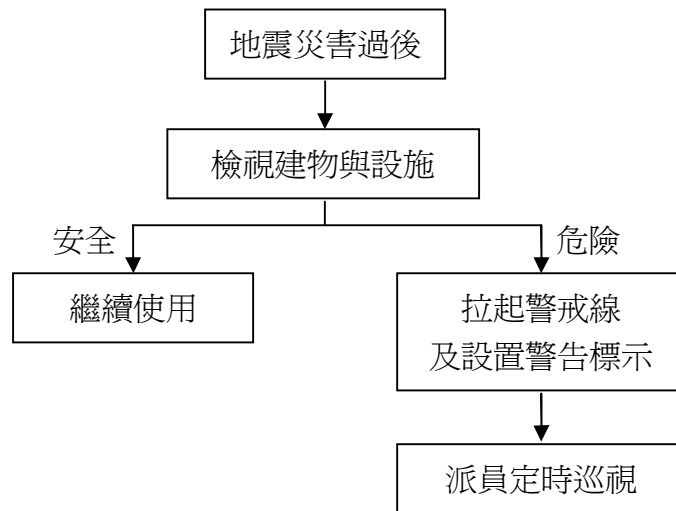 地震災害過後
檢視建物與設施
安全
危險
繼續使用
拉起警戒線
及設置警告標示
派員定時巡視